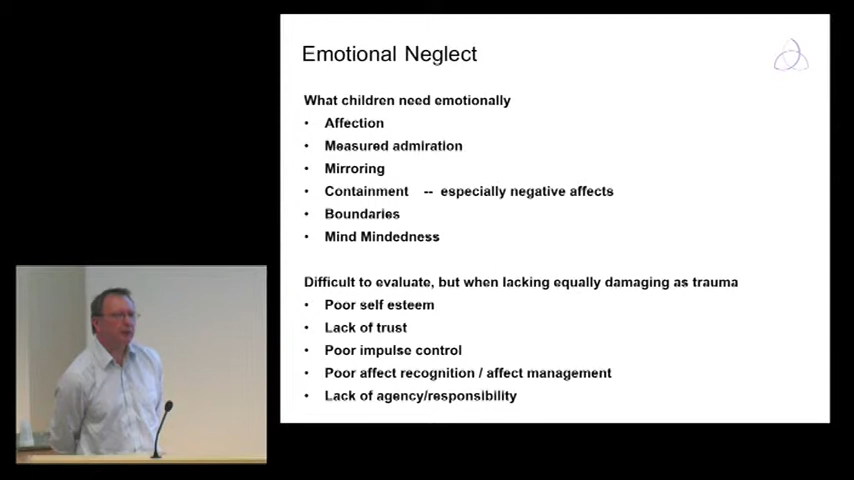 Emotional Neglect
What children need emotionally
• Affection
• Measured admiration
• Mirroring
• Containment -- especially negative affects
• Boundaries
• Mind Mindedness
Difficult to evaluate, but when lacking equally damaging as trauma
• Poor self esteem
• Lack of trust
• Poor impulse control
• Poor affect recognition / affect management
• Lack of agency/responsibility